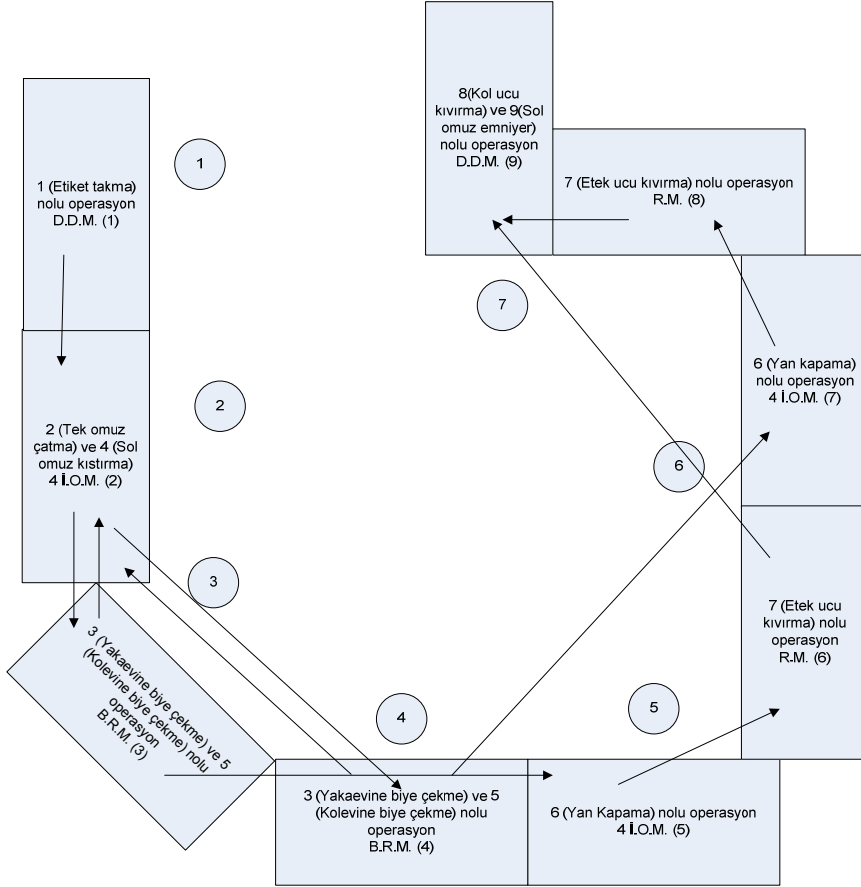 8(Kol ucu
kıvırma) ve 9(Sol
omuz emniyer)
nolu operasyon
D.D.M. (9)
1
1 (Etiket takma)
nolu operasyon
D.D.M. (1)
7 (Etek ucu kıvırma) nolu operasyon
R.M. (8)
7
6 (Yan kapama)
nolu operasyon
4 İ.O.M. (7)
2
2 (Tek omuz
çatma) ve 4 (Sol
omuz kıstırma)
4 İ.O.M. (2)
6
3
7 (Etek ucu
kıvırma) nolu
operasyon
R.M. (6)
3 (Yakaevine biye çekme) ve 5
(Kolevine biye çekme) nolu
operasyon
B.R.M. (3)
4
5
3 (Yakaevine biye çekme) ve 5
(Kolevine biye çekme) nolu
operasyon
B.R.M. (4)
6 (Yan Kapama) nolu operasyon
4 İ.O.M. (5)